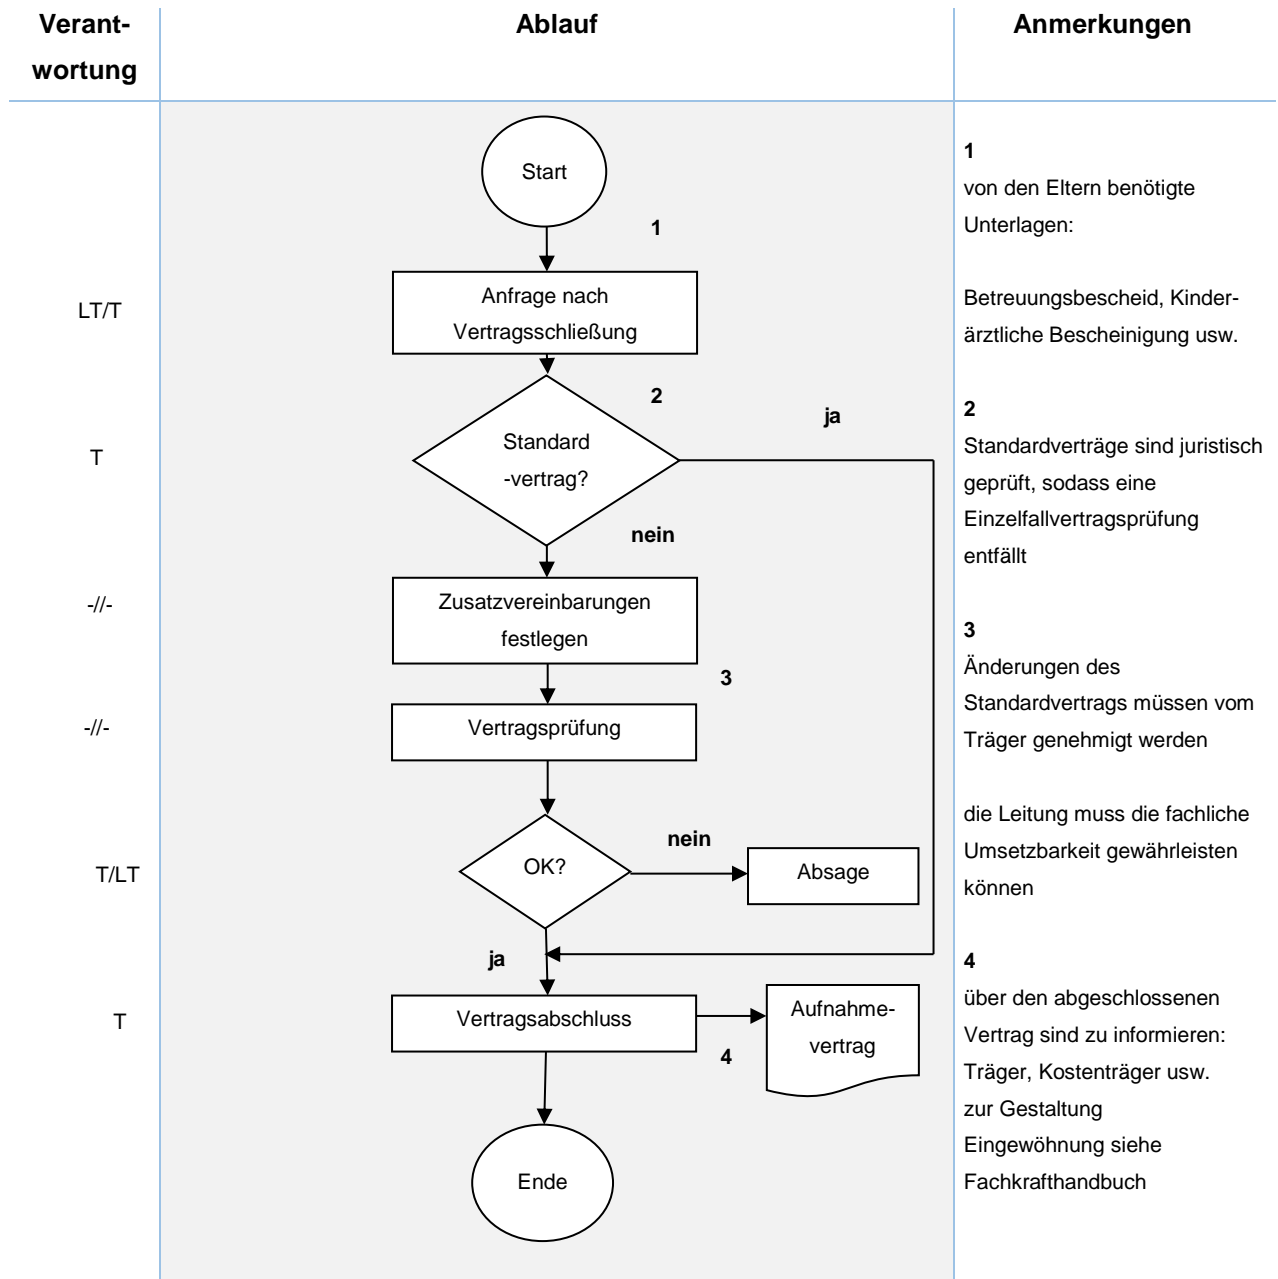 Verant-
wortung
Ablauf
Anmerkungen
Start
1
LT/T
Anfrage nach
Vertragsschließung
2
ja
T
Standard
-vertrag?
nein
-//-
Zusatzvereinbarungen
festlegen
3
-//-
Vertragsprüfung
nein
T/LT
OK?
Absage
ja
T
Vertragsabschluss
Aufnahme-
vertrag
4
Ende
1
von den Eltern benötigte
Unterlagen:
Betreuungsbescheid, Kinder-
ärztliche Bescheinigung usw.
2
Standardverträge sind juristisch
geprüft, sodass eine
Einzelfallvertragsprüfung
entfällt
3
Änderungen des
Standardvertrags müssen vom
Träger genehmigt werden
die Leitung muss die fachliche
Umsetzbarkeit gewährleisten
können
4
über den abgeschlossenen
Vertrag sind zu informieren:
Träger, Kostenträger usw.
zur Gestaltung
Eingewöhnung siehe
Fachkrafthandbuch